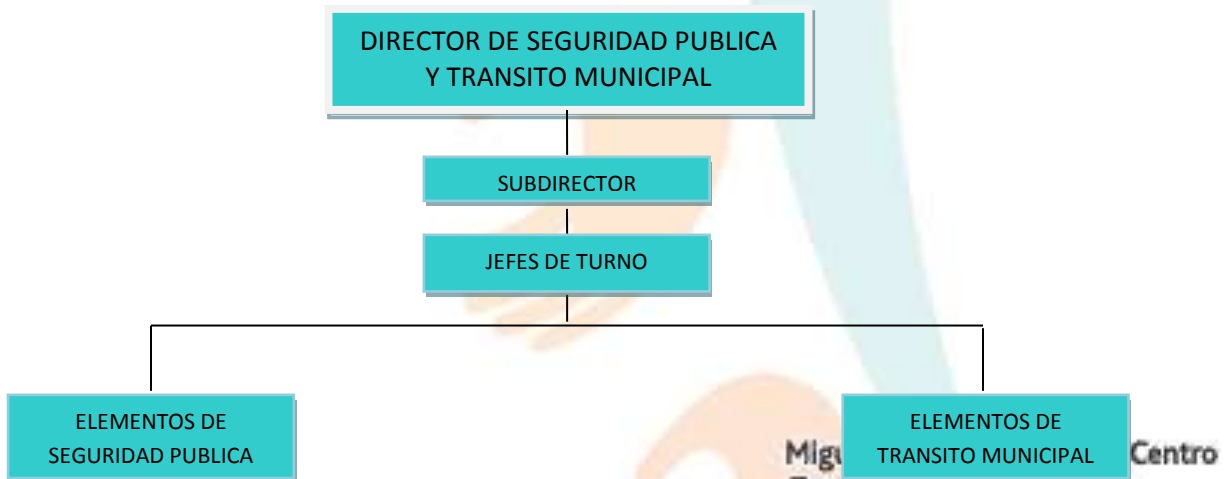 DIRECTOR DE SEGURIDAD PUBLICA
Y TRANSITO MUNICIPAL
SUBDIRECTOR
JEFES DE TURNO
ELEMENTOS DE
SEGURIDAD PUBLICA
ELEMENTOS DE
TRANSITO MUNICIPAL
Centro